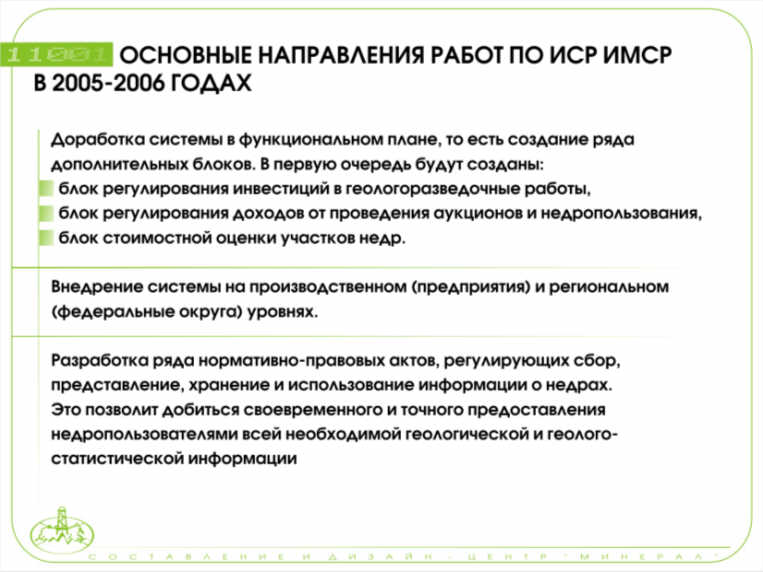 11001 ОСНОВНЫЕ НАПРАВЛЕНИЯ РАБОТ ПО ИСР ИМСР
В 2005-2006 ГОДАХ
Доработка системы в функциональном плане, то есть создание ряда
дополнительных блоков. В первую очередь будут созданы:
блок регулирования инвестиций в геологоразведочные работы,
блок регулирования доходов от проведения аукционов и недропользования,
блок стоимостной оценки участков недр.
Внедрение системы на производственном (предприятия) и региональном
(федеральные округа) уровнях.
Разработка ряда нормативно-правовых актов, регулирующих сбор,
представление, хранение и использование информации о недрах.
Это позволит добиться своевременного и точного предоставления
недропользователями всей необходимой геологической и геолого-
статистической информации
СОСТАВЛЕНИЕ И ДИЗАЙН - ЦЕНТР "МИНЕРАЛ"